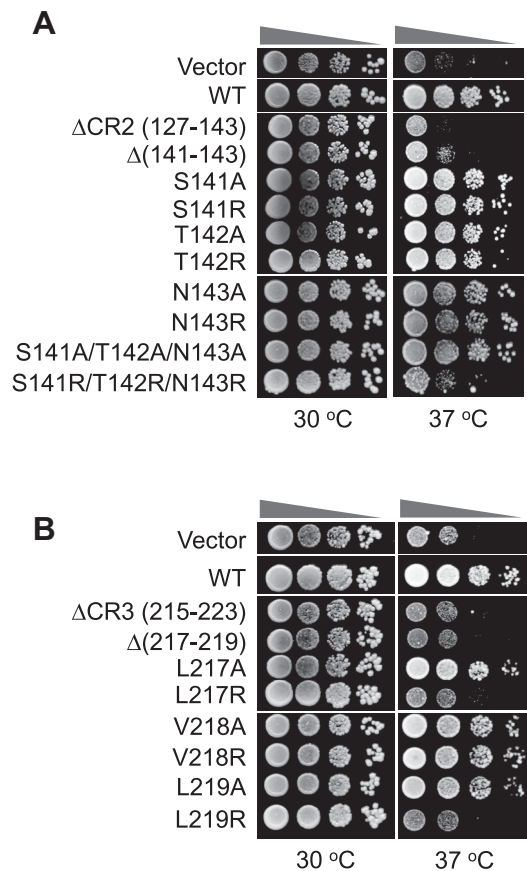 A
Vector
WT
ΔCR2 (127-143)
Δ(141-143)
S141A
S141R
T142A
T142R
N143A
N143R
S141A/T142A/N143A
S141R/T142R/N143R
30 °C 37 °C
B
Vector
WT
ΔCR3 (215-223)
Δ(217-219)
L217A
L217R
V218A
V218R
L219A
L219R
30 °C 37 °C